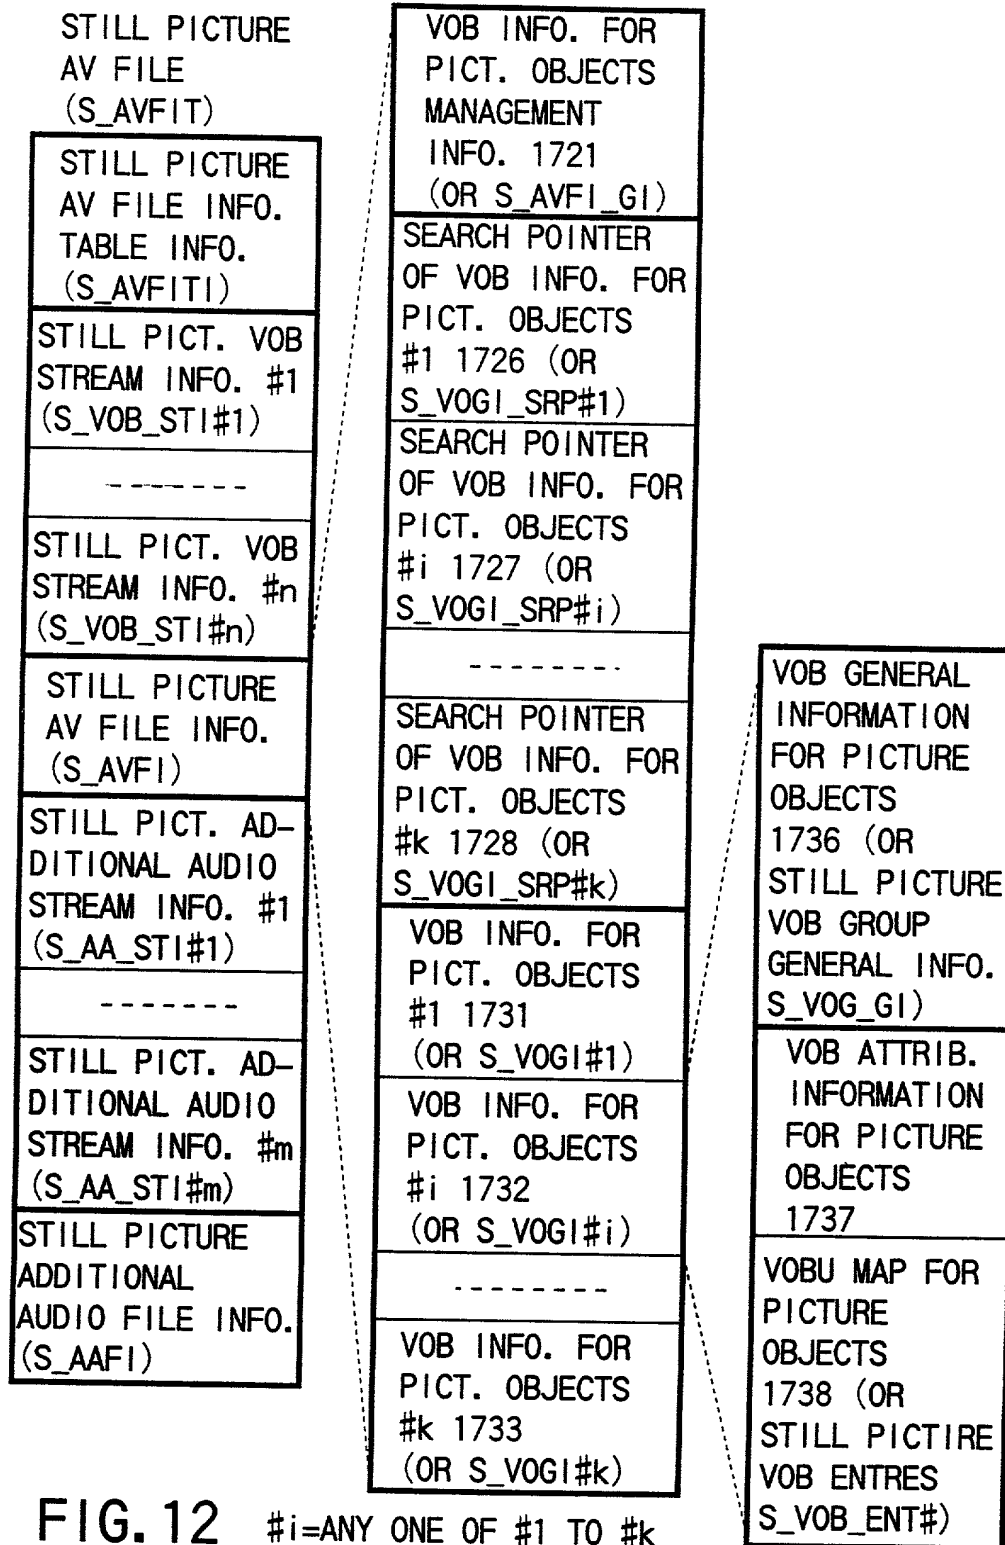 STILL PICTURE
AV FILE
(S_AVFIT)
STILL PICTURE
AV FILE INFO.
TABLE INFO.
(S_AVFITI)
STILL PICT. VOB
STREAM INFO. #1
(S_VOB_STI#1)
-------
STILL PICT. VOB
STREAM INFO. #n
(S_VOB_STI#n)
STILL PICTURE
AV FILE INFO.
(S_AVFI)
STILL PICT. AD-
DITIONAL AUDIO
STREAM INFO. #1
(S_AA_STI#1)
-------
STILL PICT. AD-
DITIONAL AUDIO
STREAM INFO. #m
(S_AA_STI#m)
STILL PICTURE
ADDITIONAL
AUDIO FILE INFO.
(S_AAFI)
VOB INFO. FOR
PICT. OBJECTS
MANAGEMENT
INFO. 1721
(OR S_AVFI_GI)
SEARCH POINTER
OF VOB INFO. FOR
PICT. OBJECTS
#1 1726 (OR
S_VOGI_SRP#1)
SEARCH POINTER
OF VOB INFO. FOR
PICT. OBJECTS
#i 1727 (OR
S_VOGI_SRP#i)
--------
SEARCH POINTER
OF VOB INFO. FOR
PICT. OBJECTS
#k 1728 (OR
S_VOGI_SRP#k)
VOB INFO. FOR
PICT. OBJECTS
#1 1731
(OR S_VOGI#1)
VOB INFO. FOR
PICT. OBJECTS
#i 1732
(OR S_VOGI#i)
--------
VOB INFO. FOR
PICT. OBJECTS
#k 1733
(OR S_VOGI#k)
VOB GENERAL
INFORMATION
FOR PICTURE
OBJECTS
1736 (OR
STILL PICTURE
VOB GROUP
GENERAL INFO.
S_VOG_GI)
VOB ATTRIB.
INFORMATION
FOR PICTURE
OBJECTS
1737
VOBU MAP FOR
PICTURE
OBJECTS
1738 (OR
STILL PICTIRE
VOB ENTRES
S_VOB_ENT#)
FIG. 12 #i=ANY ONE OF #1 TO #k